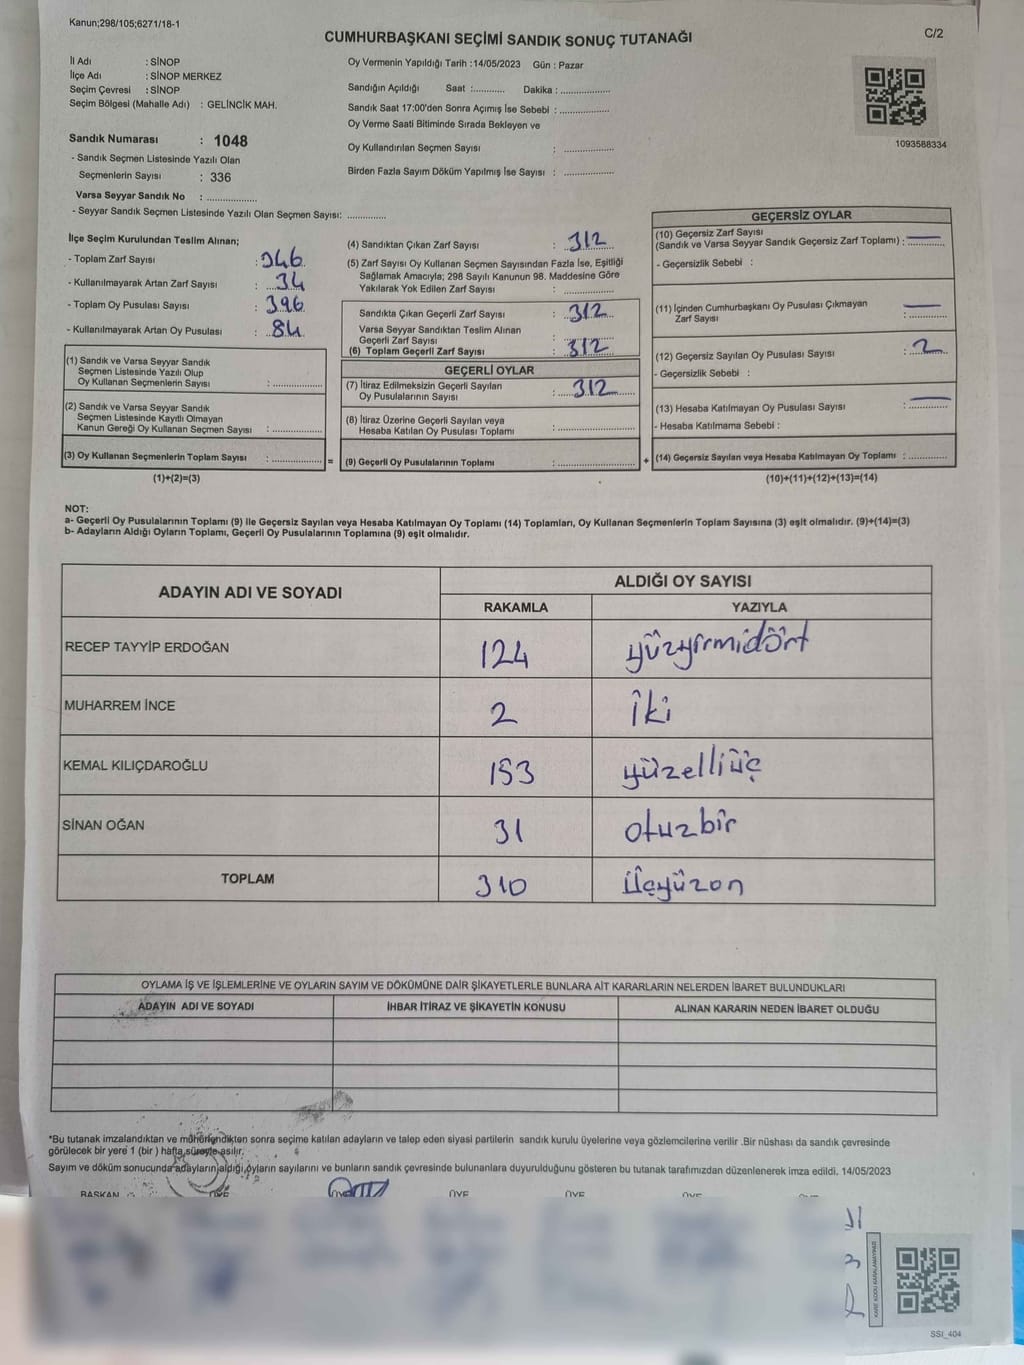 Kanun;298/105;6271/18-1
C/2
CUMHURBAŞKANI SEÇİMİ SANDIK SONUÇ TUTANAĞI
İl Adı : SİNOP
İlçe Adı : SİNOP MERKEZ
Seçim Çevresi : SİNOP
Seçim Bölgesi (Mahalle Adı) : GELİNCİK MAH.
Sandık Numarası : 1048
- Sandık Seçmen Listesinde Yazılı Olan
Seçmenlerin Sayısı : 336
Varsa Seyyar Sandık No : ..................
- Seyyar Sandık Seçmen Listesinde Yazılı Olan Seçmen Sayısı: ..............
Oy Vermenin Yapıldığı Tarih :14/05/2023 Gün : Pazar
Sandığın Açıldığı Saat :........... Dakika : ..................
Sandık Saat 17:00'den Sonra Açımış İse Sebebi : ..................
Oy Verme Saati Bitiminde Sırada Bekleyen ve
Oy Kullandırılan Seçmen Sayısı : ..................
Birden Fazla Sayım Döküm Yapılmış İse Sayısı : ..................
1093588334
İlçe Seçim Kurulundan Teslim Alınan;
- Toplam Zarf Sayısı : 346
- Kullanılmayarak Artan Zarf Sayısı : 34
- Toplam Oy Pusulası Sayısı : 396
- Kullanılmayarak Artan Oy Pusulası : 84
(1) Sandık ve Varsa Seyyar Sandık
Seçmen Listesinde Yazılı Olup
Oy Kullanan Seçmenlerin Sayısı : ..................
(2) Sandık ve Varsa Seyyar Sandık
Seçmen Listesinde Kayıtlı Olmayan
Kanun Gereği Oy Kullanan Seçmen Sayısı : ..................
(3) Oy Kullanan Seçmenlerin Toplam Sayısı : .................. =
(1)+(2)=(3)
(4) Sandıktan Çıkan Zarf Sayısı : 312
(5) Zarf Sayısı Oy Kullanan Seçmen Sayısından Fazla İse, Eşitliği
Sağlamak Amacıyla; 298 Sayılı Kanunun 98. Maddesine Göre
Yakılarak Yok Edilen Zarf Sayısı : ..................
Sandıkta Çıkan Geçerli Zarf Sayısı : 312
Varsa Seyyar Sandıktan Teslim Alınan
Geçerli Zarf Sayısı : ..................
(6) Toplam Geçerli Zarf Sayısı : 312
GEÇERLİ OYLAR
(7) İtiraz Edilmeksizin Geçerli Sayılan
Oy Pusulalarının Sayısı : 312
(8) İtiraz Üzerine Geçerli Sayılan veya
Hesaba Katılan Oy Pusulası Toplamı : ..................
(9) Geçerli Oy Pusulalarının Toplamı : .................. +
GEÇERSİZ OYLAR
(10) Geçersiz Zarf Sayısı
(Sandık ve Varsa Seyyar Sandık Geçersiz Zarf Toplamı) : —
- Geçersizlik Sebebi :
(11) İçinden Cumhurbaşkanı Oy Pusulası Çıkmayan
Zarf Sayısı : —
(12) Geçersiz Sayılan Oy Pusulası Sayısı : 2
- Geçersizlik Sebebi :
(13) Hesaba Katılmayan Oy Pusulası Sayısı : —
- Hesaba Katılmama Sebebi :
(14) Geçersiz Sayılan veya Hesaba Katılmayan Oy Toplamı : ..............
(10)+(11)+(12)+(13)=(14)
NOT:
a- Geçerli Oy Pusulalarının Toplamı (9) ile Geçersiz Sayılan veya Hesaba Katılmayan Oy Toplamı (14) Toplamları, Oy Kullanan Seçmenlerin Toplam Sayısına (3) eşit olmalıdır. (9)+(14)=(3)
b- Adayların Aldığı Oyların Toplamı, Geçerli Oy Pusulalarının Toplamına (9) eşit olmalıdır.
ADAYIN ADI VE SOYADI
ALDIĞI OY SAYISI
RAKAMLA YAZIYLA
RECEP TAYYİP ERDOĞAN 124 yüzyirmidört
MUHARREM İNCE 2 iki
KEMAL KILIÇDAROĞLU 153 yüzelliüç
SİNAN OĞAN 31 otuzbir
TOPLAM 310 üçyüzon
OYLAMA İŞ VE İŞLEMLERİNE VE OYLARIN SAYIM VE DÖKÜMÜNE DAİR ŞİKAYETLERLE BUNLARA AİT KARARLARIN NELERDEN İBARET BULUNDUKLARI
ADAYIN ADI VE SOYADI İHBAR İTİRAZ VE ŞİKAYETİN KONUSU ALINAN KARARIN NEDEN İBARET OLDUĞU
*Bu tutanak imzalandıktan ve mühürlendikten sonra seçime katılan adayların ve talep eden siyasi partilerin sandık kurulu üyelerine veya gözlemcilerine verilir .Bir nüshası da sandık çevresinde
görülecek bir yere 1 (bir ) hafta süreyle asılır.
Sayım ve döküm sonucunda adayların aldığı oyların sayılarını ve bunların sandık çevresinde bulunanlara duyurulduğunu gösteren bu tutanak tarafımızdan düzenlenerek imza edildi. 14/05/2023
BAŞKAN ÜYE ÜYE ÜYE ÜYE ÜYE
KARE KODU KARALAMAYINIZ!
SSI_404